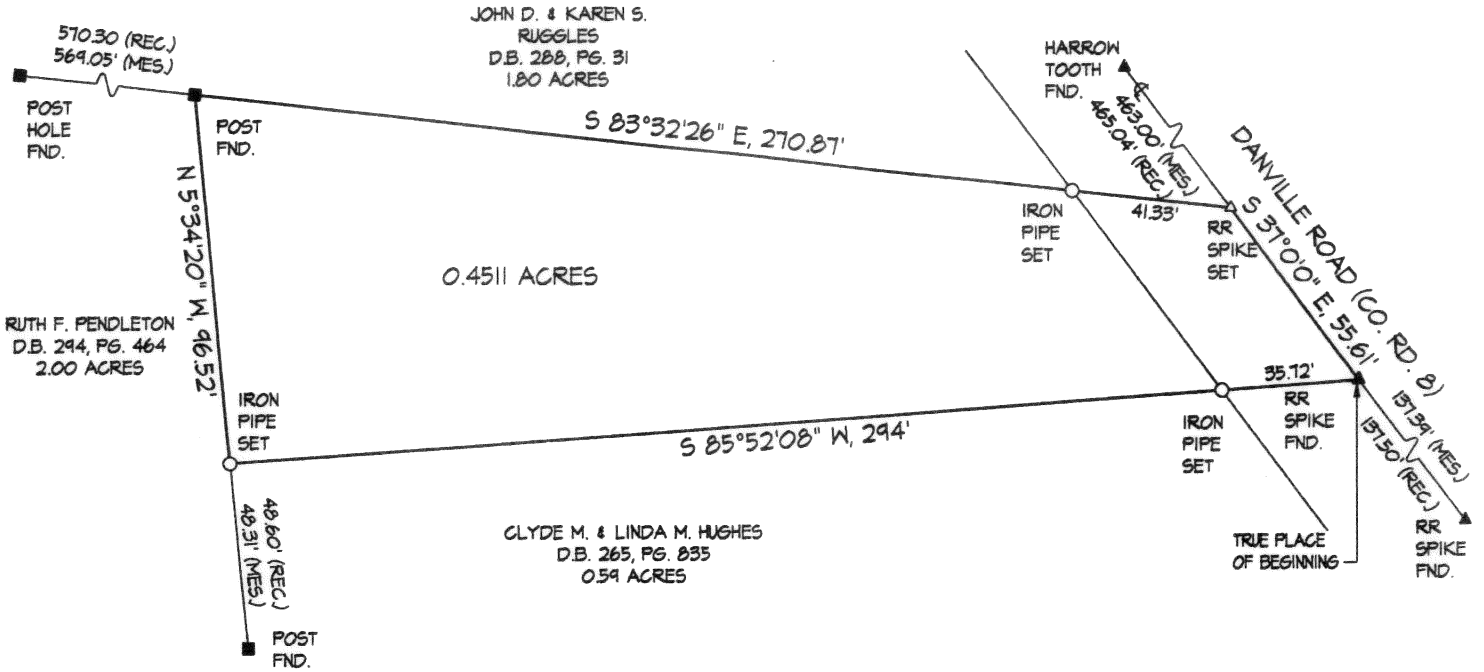 JOHN D. & KAREN S.
RUGGLES
D.B. 288, PG. 31
1.80 ACRES
570.30 (REC.)
569.05' (MES.)
POST
HOLE
FND.
POST
FND.
S 83°32'26" E, 270.87'
HARROW
TOOTH
FND.
463.00' (MES.)
465.04' (REC.)
DANVILLE ROAD (CO. RD. 8)
S 37°0'0" E, 55.61'
IRON
PIPE
SET
41.33'
RR
SPIKE
SET
N 5°34'20" W, 96.52'
0.4511 ACRES
RUTH F. PENDLETON
D.B. 294, PG. 464
2.00 ACRES
IRON
PIPE
SET
S 85°52'08" W, 294'
35.72'
IRON
PIPE
SET
RR
SPIKE
FND.
137.39' (MES.)
137.50' (REC.)
48.60' (REC.)
48.31' (MES.)
CLYDE M. & LINDA M. HUGHES
D.B. 265, PG. 835
0.59 ACRES
TRUE PLACE
OF BEGINNING
RR
SPIKE
FND.
POST
FND.